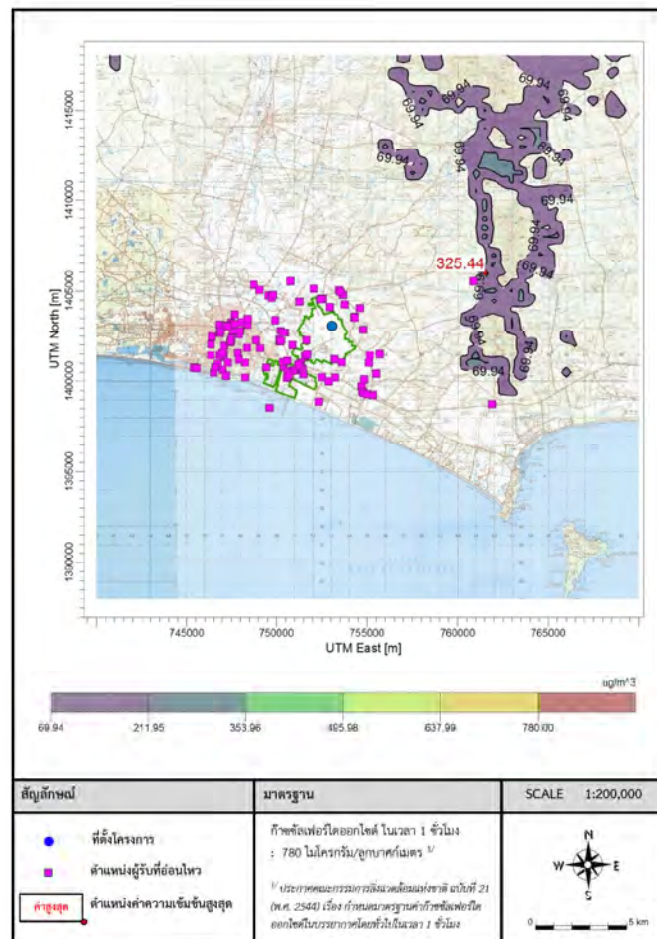 69.94
69.94
69.94
69.94
69.94
69.94
69.94
69.94
69.94
69.94
69.94
69.94
69.94
325.44
UTM North [m]
1415000
1410000
1405000
1400000
1395000
1390000
745000
750000
755000
760000
765000
UTM East [m]
ug/m^3
69.94
211.95
353.96
495.98
637.99
780.00
สัญลักษณ์
ที่ตั้งโครงการ
ตำแหน่งผู้รับที่อ่อนไหว
ค่าสูงสุด
ตำแหน่งค่าความเข้มข้นสูงสุด
มาตรฐาน
ก๊าซซัลเฟอร์ไดออกไซด์ ในเวลา 1 ชั่วโมง
: 780 ไมโครกรัม/ลูกบาศก์เมตร 1/
1/ ประกาศคณะกรรมการสิ่งแวดล้อมแห่งชาติ ฉบับที่ 21
(พ.ศ. 2544) เรื่อง กำหนดมาตรฐานค่าก๊าซซัลเฟอร์ได
ออกไซด์ในบรรยากาศโดยทั่วไปในเวลา 1 ชั่วโมง
SCALE 1:200,000
N
W E
S
0 5 km